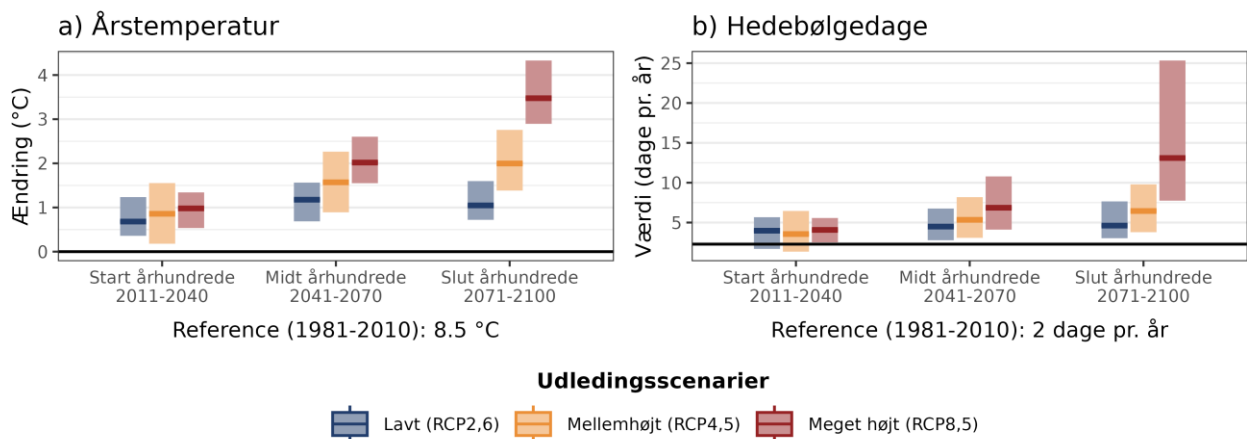 a) Årstemperatur
Ændring (°C)
4
3
2
1
0
Start århundrede
2011-2040
Midt århundrede
2041-2070
Slut århundrede
2071-2100
Reference (1981-2010): 8.5 °C
b) Hedebølgedage
Værdi (dage pr. år)
25
20
15
10
5
Start århundrede
2011-2040
Midt århundrede
2041-2070
Slut århundrede
2071-2100
Reference (1981-2010): 2 dage pr. år
Udledingsscenarier
Lavt (RCP2,6)
Mellemhøjt (RCP4,5)
Meget højt (RCP8,5)